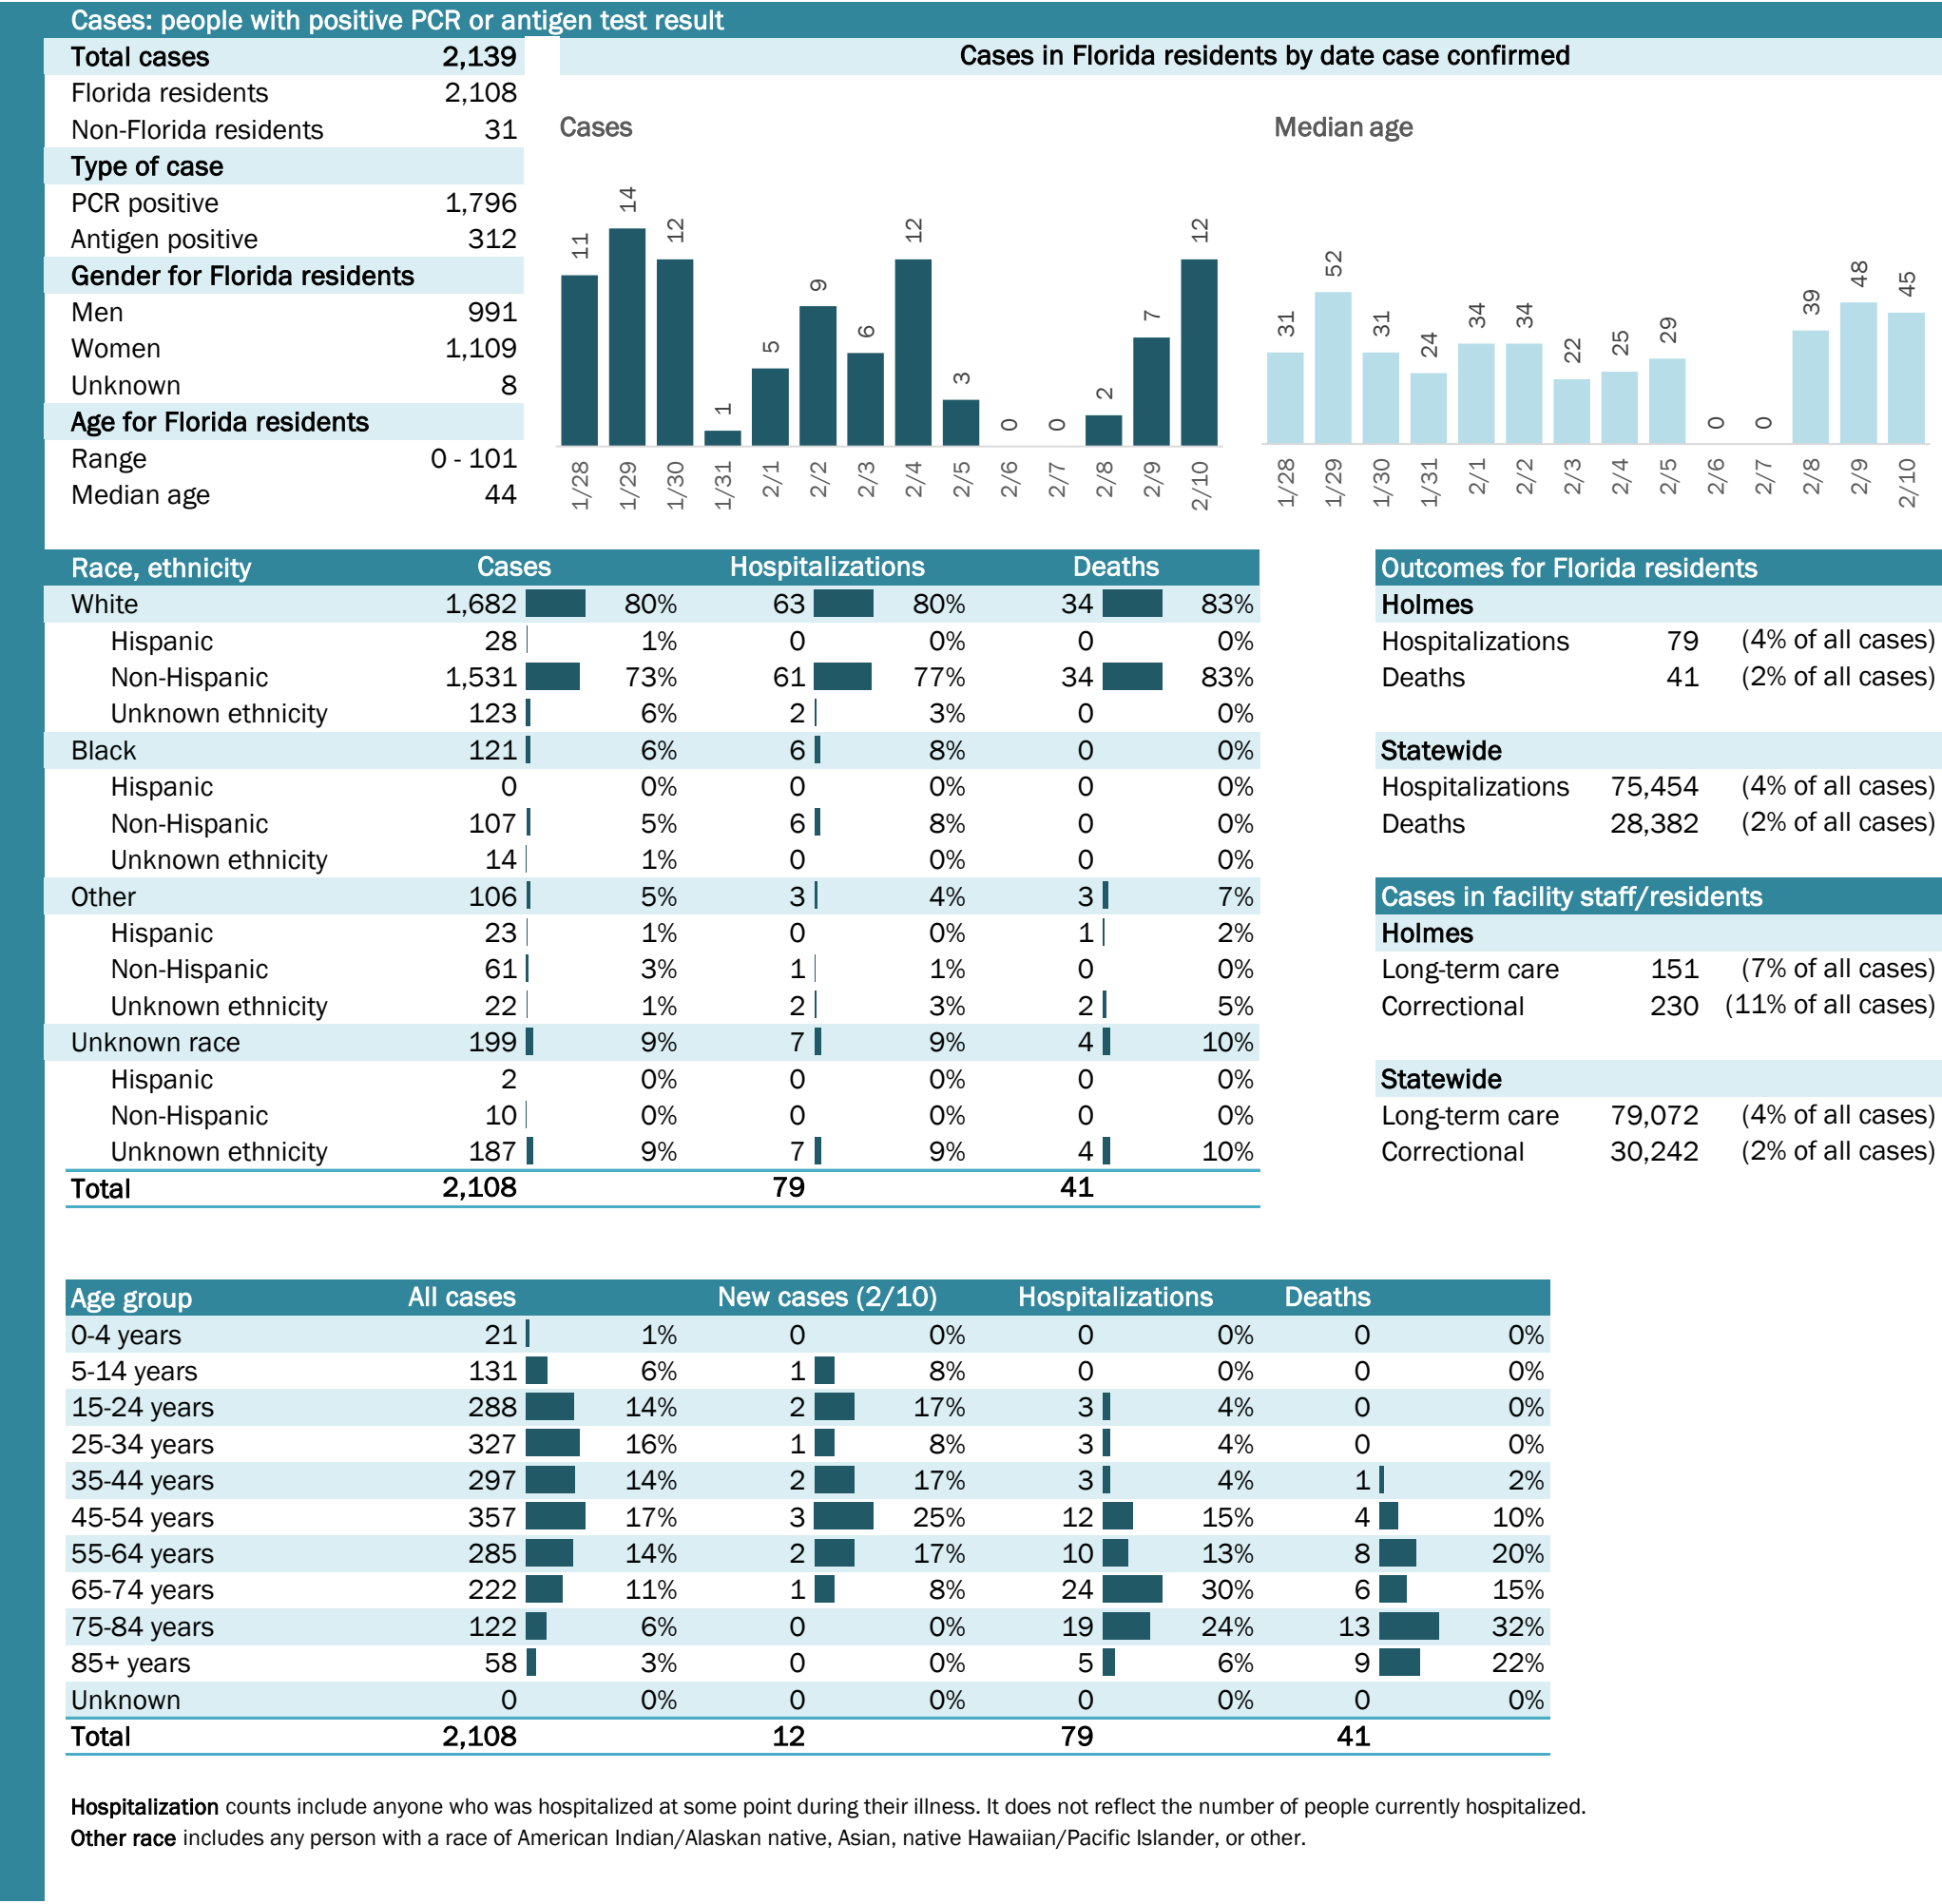 Cases: people with positive PCR or antigen test result
Total cases 2,139
Florida residents 2,108
Non-Florida residents 31
Type of case
PCR positive 1,796
Antigen positive 312
Gender for Florida residents
Men 991
Women 1,109
Unknown 8
Age for Florida residents
Range 0 - 101
Median age 44
Cases in Florida residents by date case confirmed
Cases
11 14 12 1 5 9 6 12 3 0 0 2 7 12
1/28 1/29 1/30 1/31 2/1 2/2 2/3 2/4 2/5 2/6 2/7 2/8 2/9 2/10
Median age
31 52 31 24 34 34 22 25 29 0 0 39 48 45
1/28 1/29 1/30 1/31 2/1 2/2 2/3 2/4 2/5 2/6 2/7 2/8 2/9 2/10
Race, ethnicity Cases Hospitalizations Deaths
White 1,682 80% 63 80% 34 83%
Hispanic 28 1% 0 0% 0 0%
Non-Hispanic 1,531 73% 61 77% 34 83%
Unknown ethnicity 123 6% 2 3% 0 0%
Black 121 6% 6 8% 0 0%
Hispanic 0 0% 0 0% 0 0%
Non-Hispanic 107 5% 6 8% 0 0%
Unknown ethnicity 14 1% 0 0% 0 0%
Other 106 5% 3 4% 3 7%
Hispanic 23 1% 0 0% 1 2%
Non-Hispanic 61 3% 1 1% 0 0%
Unknown ethnicity 22 1% 2 3% 2 5%
Unknown race 199 9% 7 9% 4 10%
Hispanic 2 0% 0 0% 0 0%
Non-Hispanic 10 0% 0 0% 0 0%
Unknown ethnicity 187 9% 7 9% 4 10%
Total 2,108 79 41
Outcomes for Florida residents
Holmes
Hospitalizations 79 (4% of all cases)
Deaths 41 (2% of all cases)
Statewide
Hospitalizations 75,454 (4% of all cases)
Deaths 28,382 (2% of all cases)
Cases in facility staff/residents
Holmes
Long-term care 151 (7% of all cases)
Correctional 230 (11% of all cases)
Statewide
Long-term care 79,072 (4% of all cases)
Correctional 30,242 (2% of all cases)
Age group All cases New cases (2/10) Hospitalizations Deaths
0-4 years 21 1% 0 0% 0 0% 0 0%
5-14 years 131 6% 1 8% 0 0% 0 0%
15-24 years 288 14% 2 17% 3 4% 0 0%
25-34 years 327 16% 1 8% 3 4% 0 0%
35-44 years 297 14% 2 17% 3 4% 1 2%
45-54 years 357 17% 3 25% 12 15% 4 10%
55-64 years 285 14% 2 17% 10 13% 8 20%
65-74 years 222 11% 1 8% 24 30% 6 15%
75-84 years 122 6% 0 0% 19 24% 13 32%
85+ years 58 3% 0 0% 5 6% 9 22%
Unknown 0 0% 0 0% 0 0% 0 0%
Total 2,108 12 79 41
Hospitalization counts include anyone who was hospitalized at some point during their illness. It does not reflect the number of people currently hospitalized.
Other race includes any person with a race of American Indian/Alaskan native, Asian, native Hawaiian/Pacific Islander, or other.